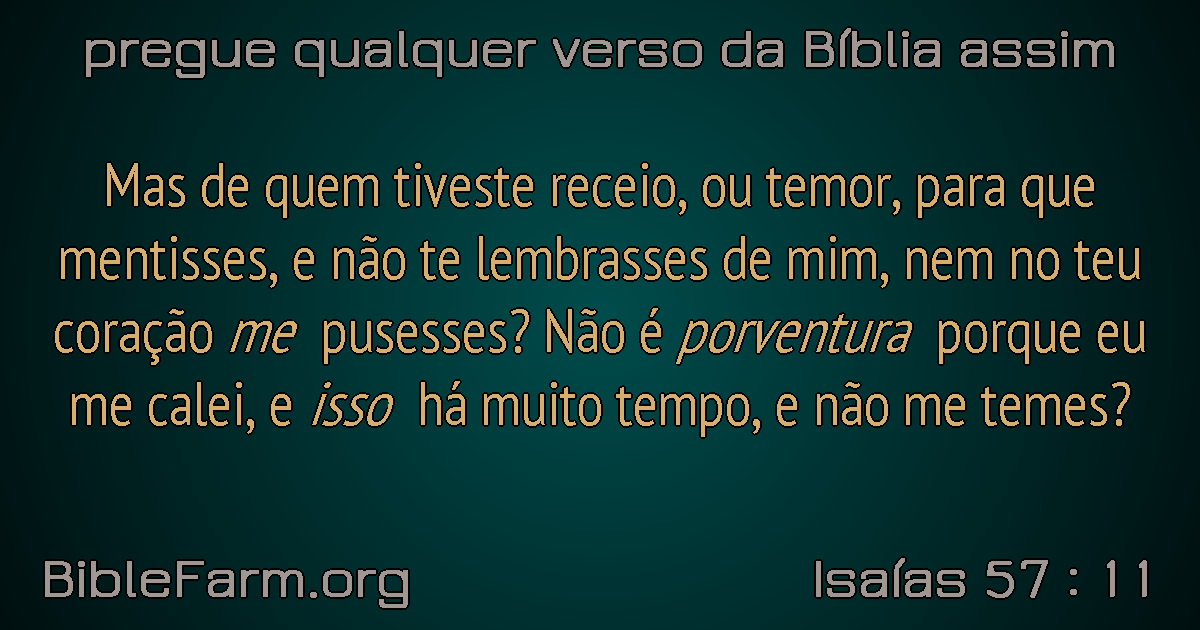 pregue qualquer verso da Bíblia assim
Mas de quem tiveste receio, ou temor, para que
mentisses, e não te lembrasses de mim, nem no teu
coração me pusesses? Não é porventura porque eu
me calei, e isso há muito tempo, e não me temes?
BibleFarm.org
Isaías 57 : 11